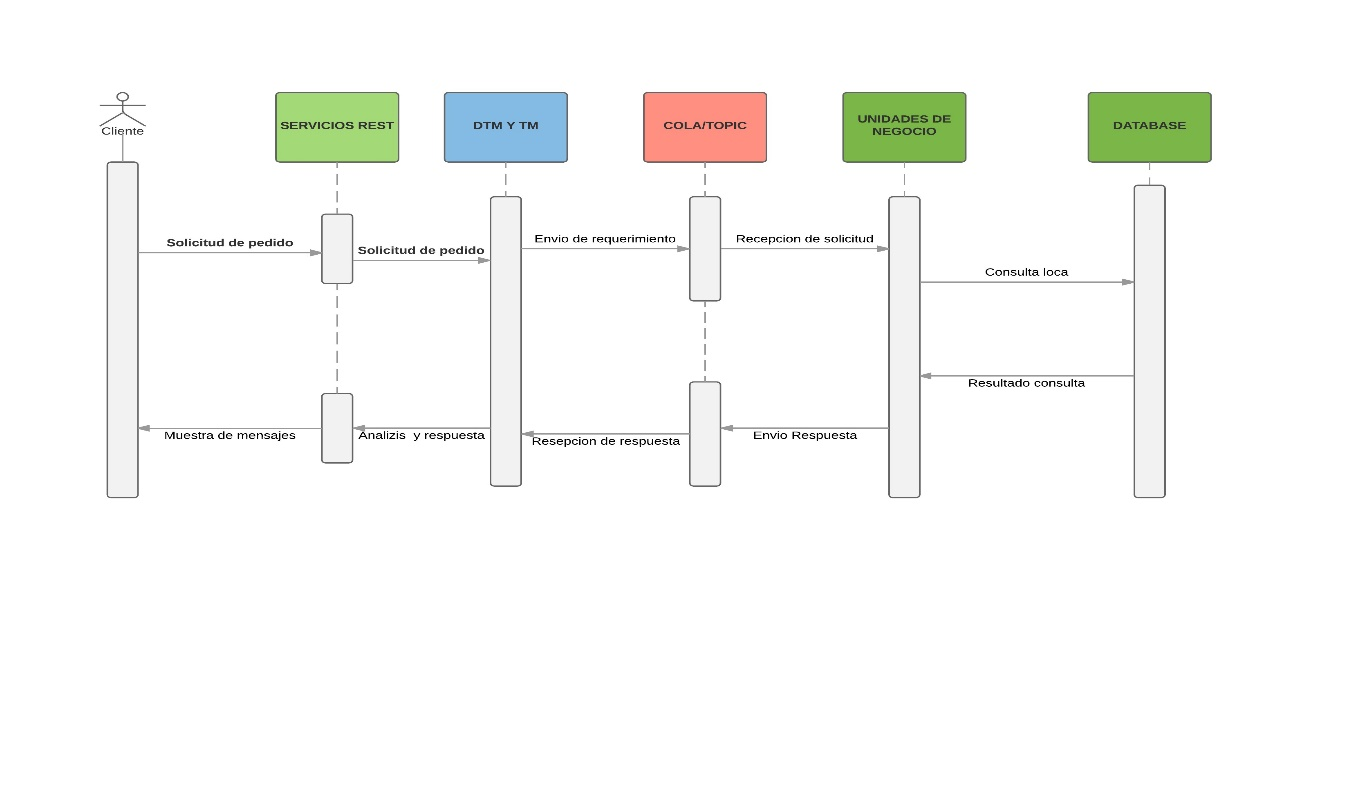 Cliente
SERVICIOS REST
DTM Y TM
COLA/TOPIC
UNIDADES DE
NEGOCIO
DATABASE
Solicitud de pedido
Solicitud de pedido
Envio de requerimiento
Recepcion de solicitud
Consulta loca
Resultado consulta
Muestra de mensajes
Analizis y respuesta
Resepcion de respuesta
Envio Respuesta